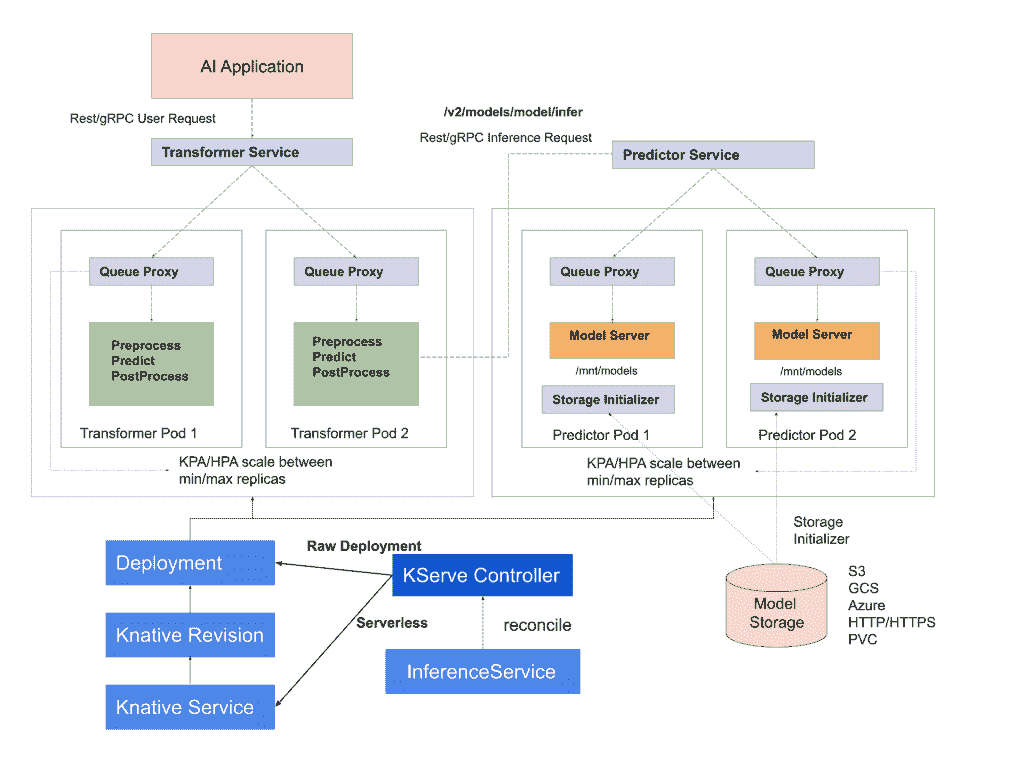 AI Application
Rest/gRPC User Request
/v2/models/model/infer
Rest/gRPC Inference Request
Transformer Service
Predictor Service
Queue Proxy
Preprocess
Predict
PostProcess
Transformer Pod 1
Queue Proxy
Preprocess
Predict
PostProcess
Transformer Pod 2
KPA/HPA scale between
min/max replicas
Queue Proxy
Model Server
/mnt/models
Storage Initializer
Predictor Pod 1
Queue Proxy
Model Server
/mnt/models
Storage Initializer
Predictor Pod 2
KPA/HPA scale between
min/max replicas
Storage
Initializer
Deployment
Raw Deployment
KServe Controller
Knative Revision
Serverless
reconcile
InferenceService
Knative Service
Model
Storage
S3
GCS
Azure
HTTP/HTTPS
PVC